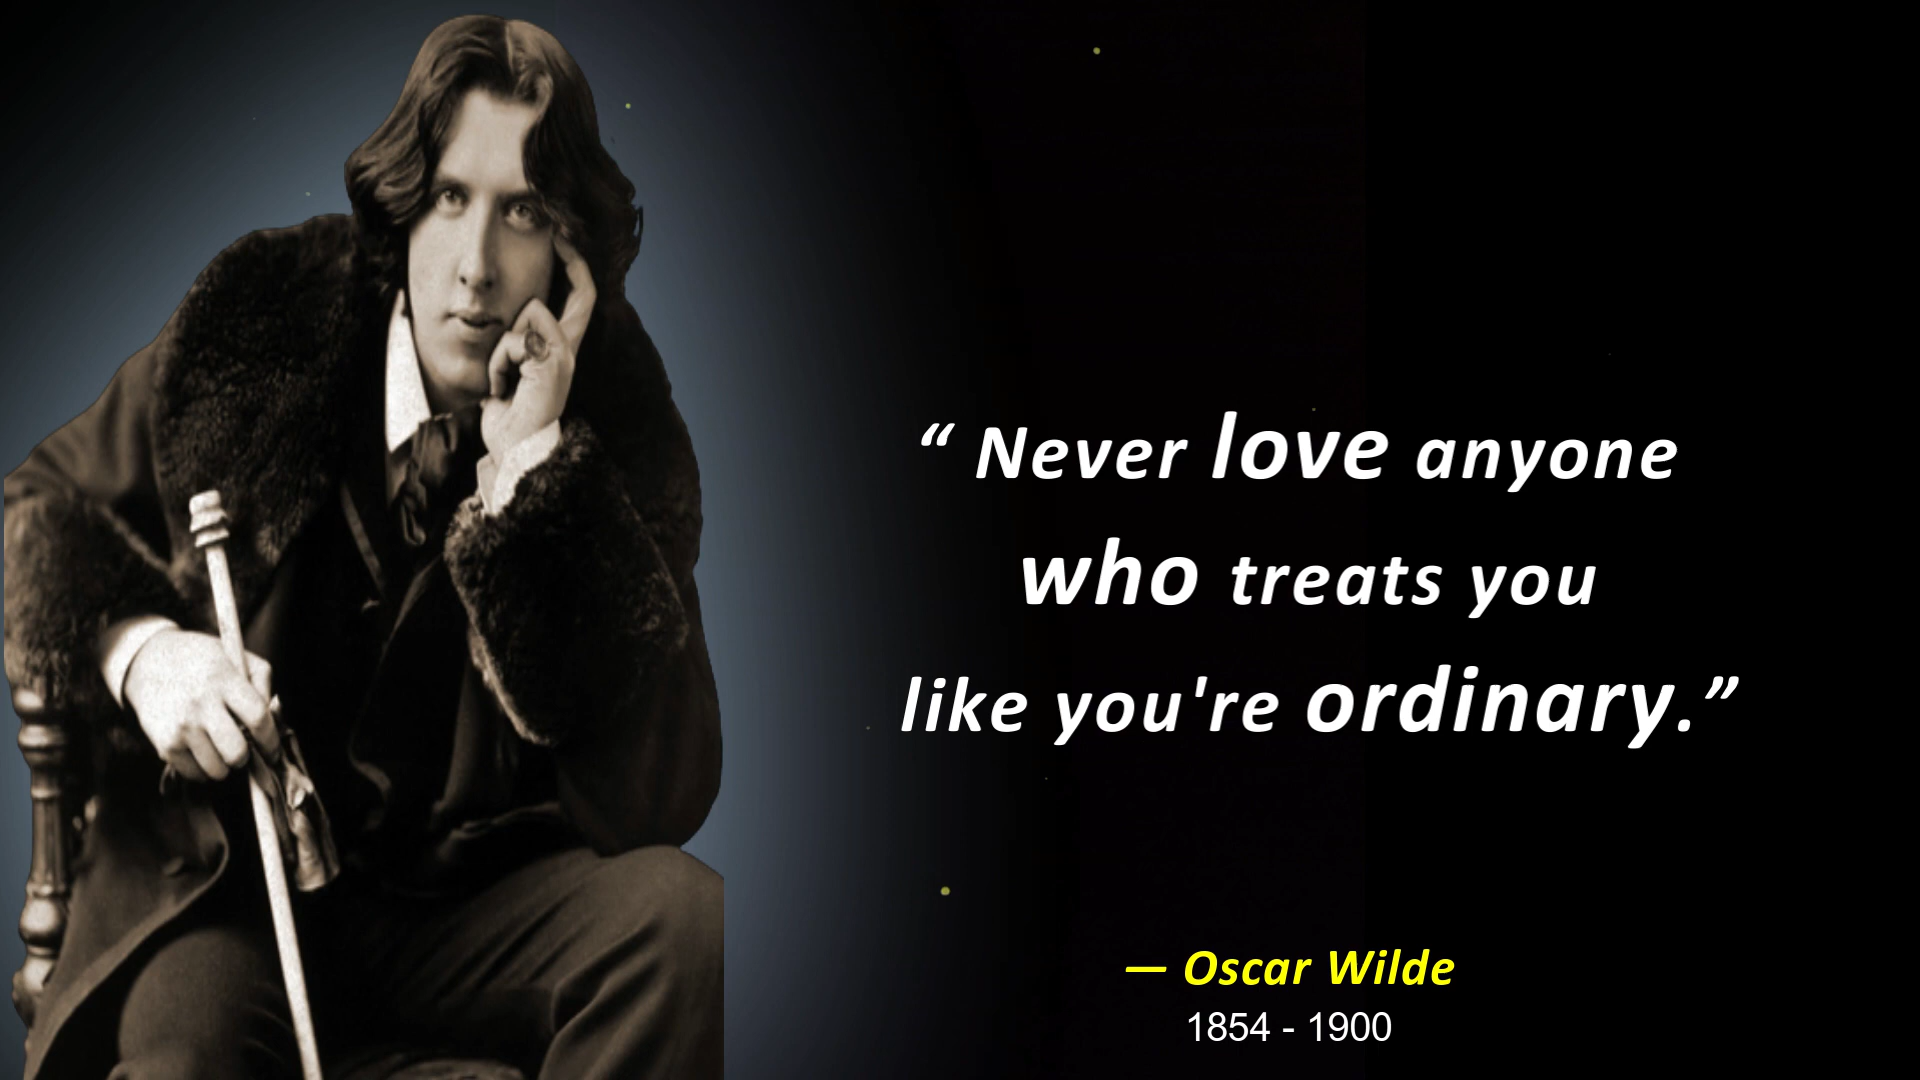 “ Never love anyone
who treats you
like you're ordinary.”
— Oscar Wilde
1854 - 1900